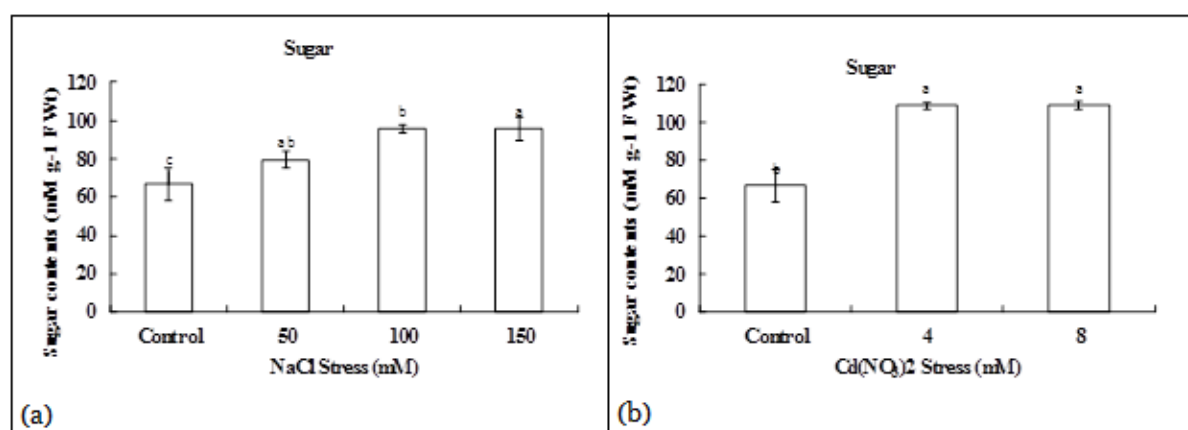 Sugar
Sugar contents (mM g-1 F Wt)
120
100
80
60
40
20
0
c
ab
b
a
Control 50 100 150
NaCl Stress (mM)
(a)
Sugar
Sugar contents (mM g-1 F Wt)
120
100
80
60
40
20
0
a
a
Control 4 8
Cd(NO3)2 Stress (mM)
(b)